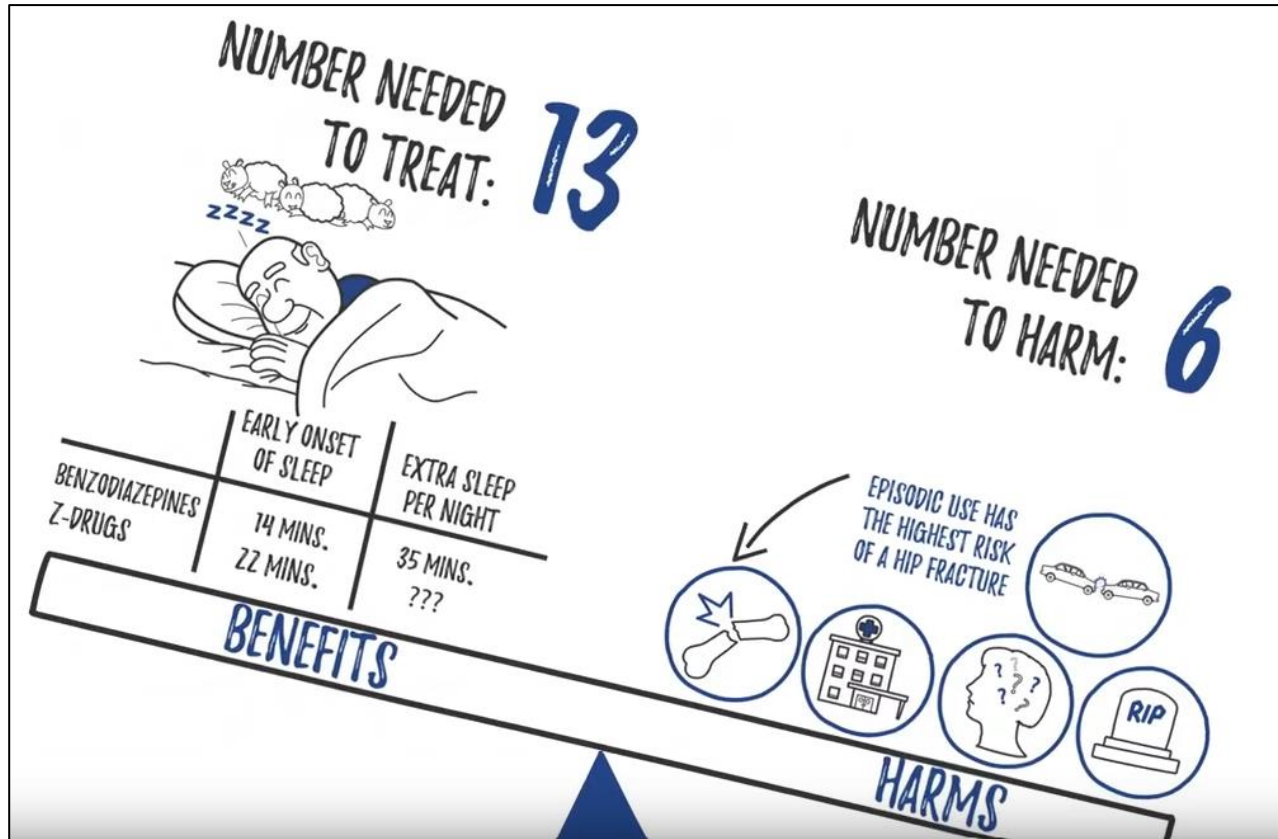 NUMBER NEEDED
TO TREAT: 13
ZZZZ
EARLY ONSET
OF SLEEP
EXTRA SLEEP
PER NIGHT
BENZODIAZEPINES
Z-DRUGS
14 MINS.
22 MINS.
35 MINS.
???
BENEFITS
NUMBER NEEDED
TO HARM: 6
EPISODIC USE HAS
THE HIGHEST RISK
OF A HIP FRACTURE
? ? ? ? ? ?
RIP
HARMS